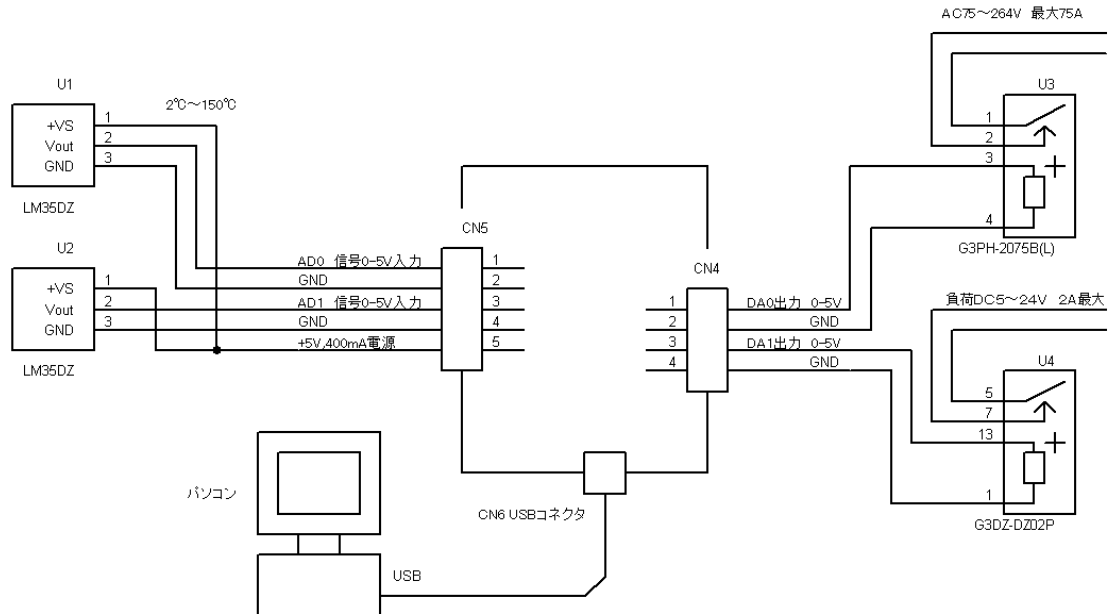 AC75～264V 最大75A
U1
2℃～150℃
+VS 1
Vout 2
GND 3
LM35DZ
U2
+VS 1
Vout 2
GND 3
LM35DZ
CN5
AD0 信号0-5V入力 1
GND 2
AD1 信号0-5V入力 3
GND 4
+5V,400mA電源 5
CN4
1 DA0出力 0-5V
2 GND
3 DA1出力 0-5V
4 GND
U3
1
2
3 +
4
G3PH-2075B(L)
負荷DC5～24V 2A最大
U4
5
7
13 +
1
G3DZ-DZ02P
パソコン
CN6 USBコネクタ
USB